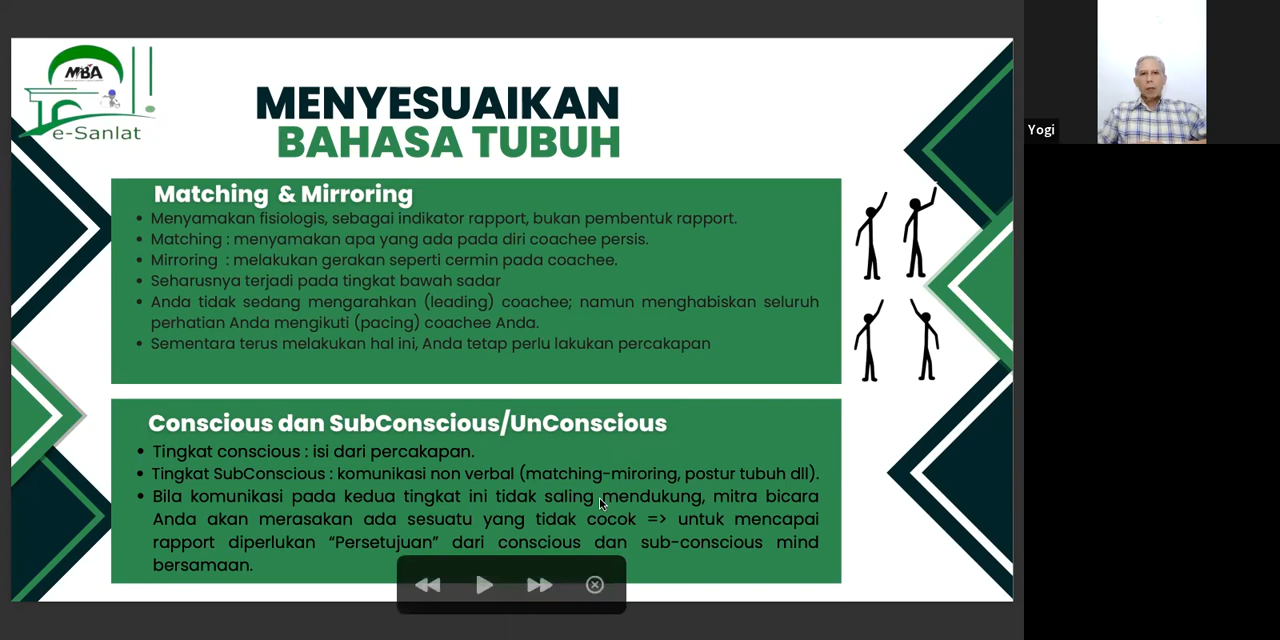 MBA
e-Sanlat
MENYESUAIKAN
BAHASA TUBUH
Matching & Mirroring
• Menyamakan fisiologis, sebagai indikator rapport, bukan pembentuk rapport.
• Matching : menyamakan apa yang ada pada diri coachee persis.
• Mirroring : melakukan gerakan seperti cermin pada coachee.
• Seharusnya terjadi pada tingkat bawah sadar
• Anda tidak sedang mengarahkan (leading) coachee; namun menghabiskan seluruh
perhatian Anda mengikuti (pacing) coachee Anda.
• Sementara terus melakukan hal ini, Anda tetap perlu lakukan percakapan
Conscious dan SubConscious/UnConscious
• Tingkat conscious : isi dari percakapan.
• Tingkat SubConscious : komunikasi non verbal (matching-miroring, postur tubuh dll).
• Bila komunikasi pada kedua tingkat ini tidak saling mendukung, mitra bicara
Anda akan merasakan ada sesuatu yang tidak cocok => untuk mencapai
rapport diperlukan “Persetujuan” dari conscious dan sub-conscious mind
bersamaan.
Yogi